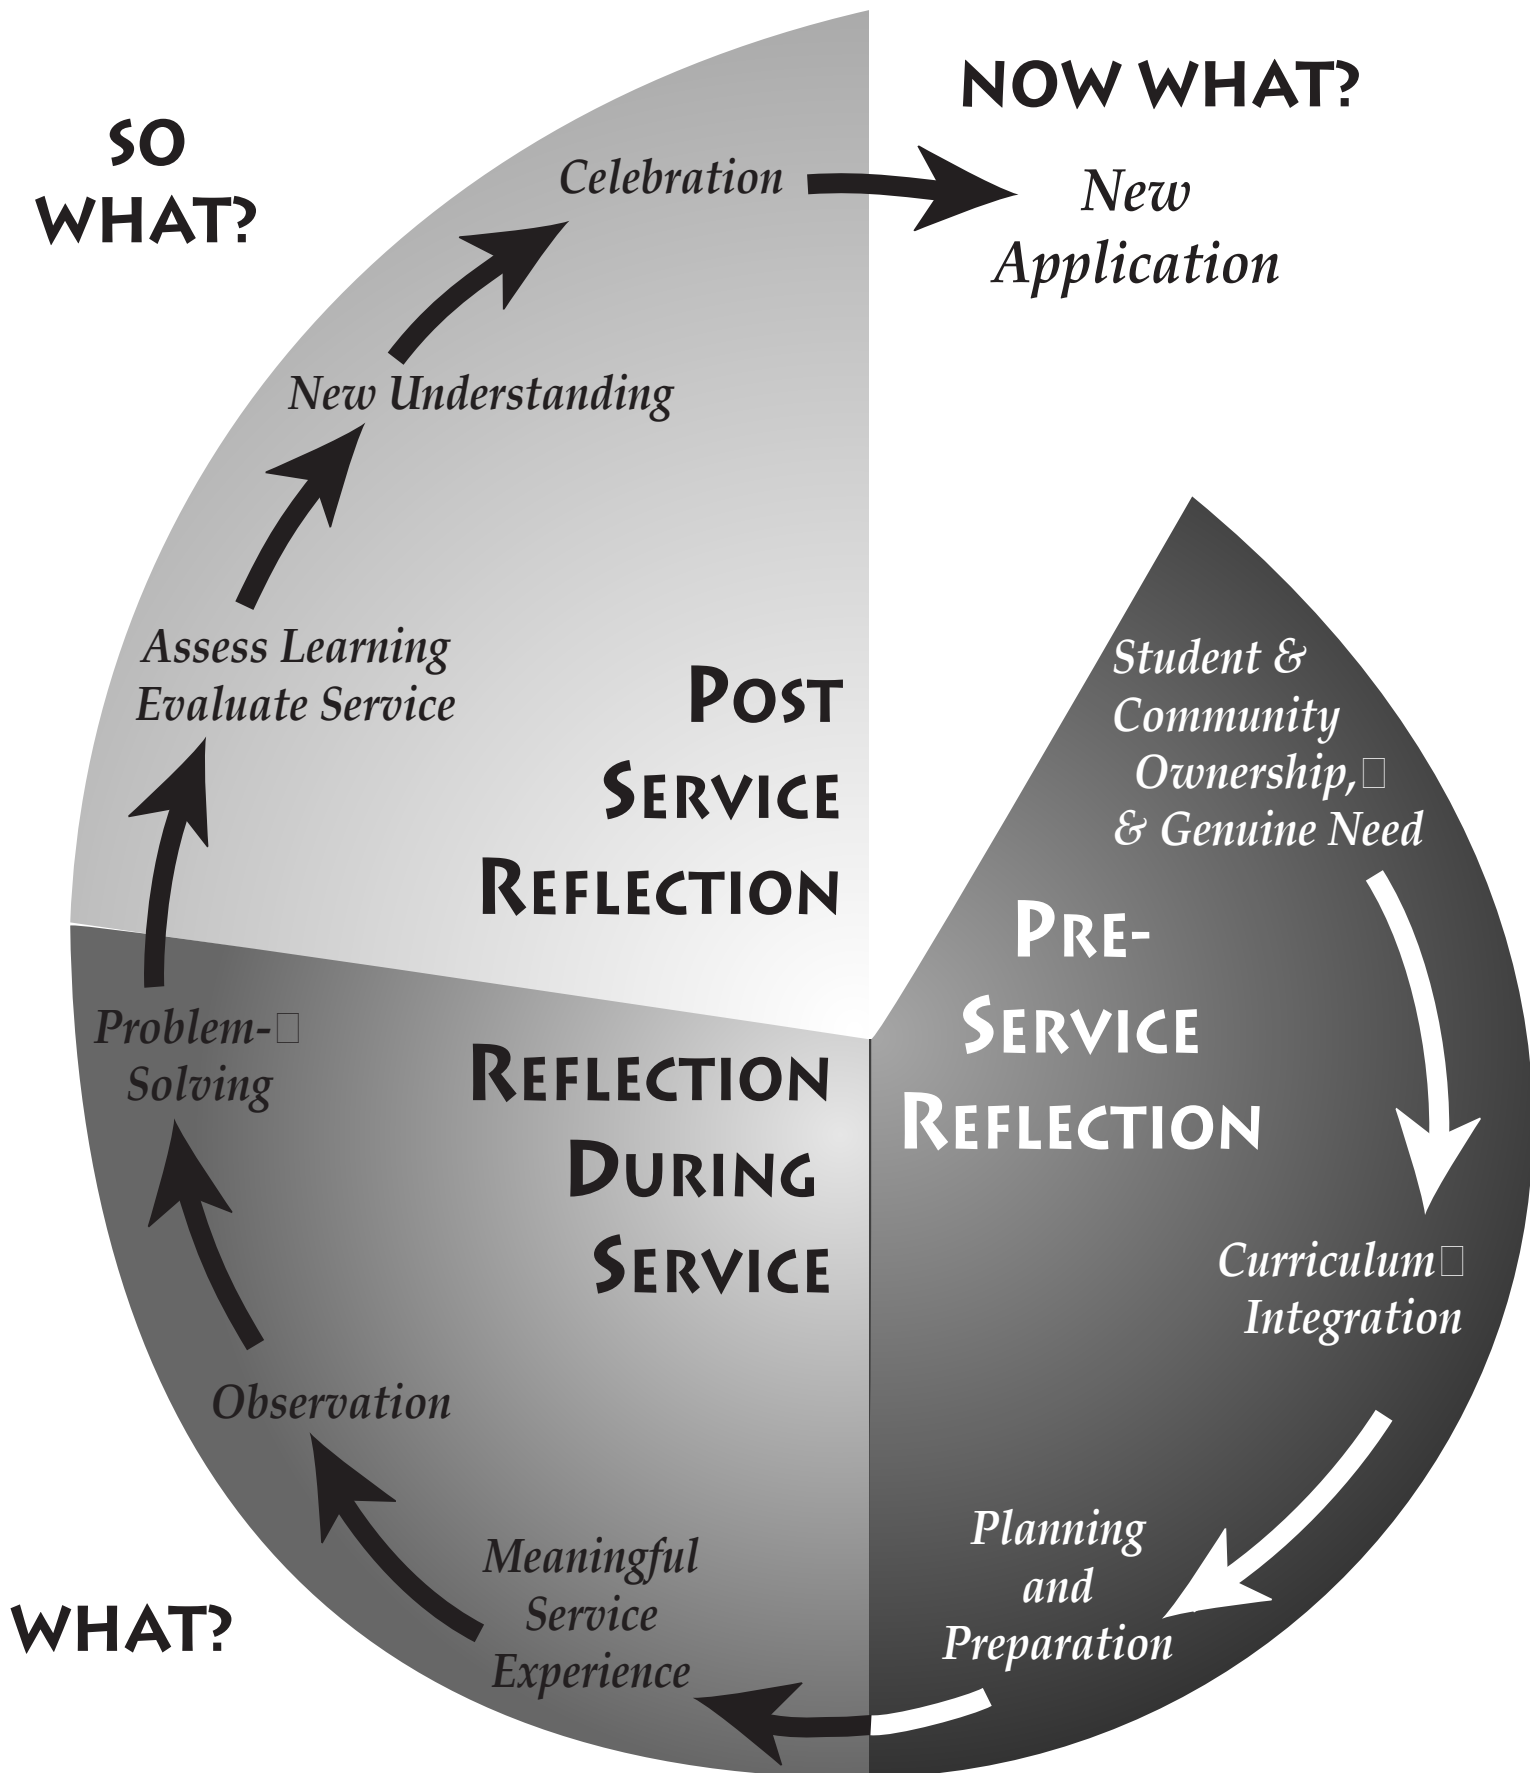 NOW WHAT?
New
Application
SO
WHAT?
Celebration
New Understanding
Assess Learning
Evaluate Service
POST
SERVICE
REFLECTION
Student &
Community
Ownership,
& Genuine Need
PRE-
SERVICE
REFLECTION
Curriculum
Integration
Planning
and
Preparation
REFLECTION
DURING
SERVICE
Problem-
Solving
Observation
Meaningful
Service
Experience
WHAT?